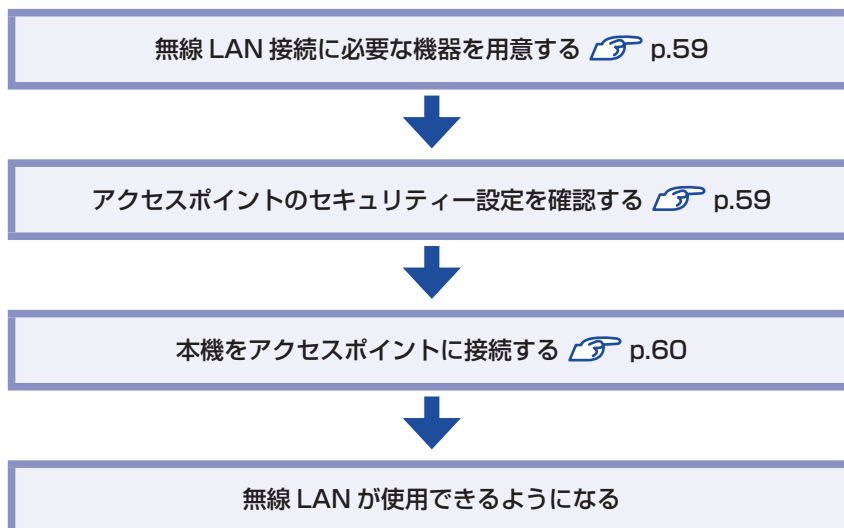 無線 LAN 接続に必要な機器を用意する p.59
アクセスポイントのセキュリティー設定を確認する p.59
本機をアクセスポイントに接続する p.60
無線 LAN が使用できるようになる